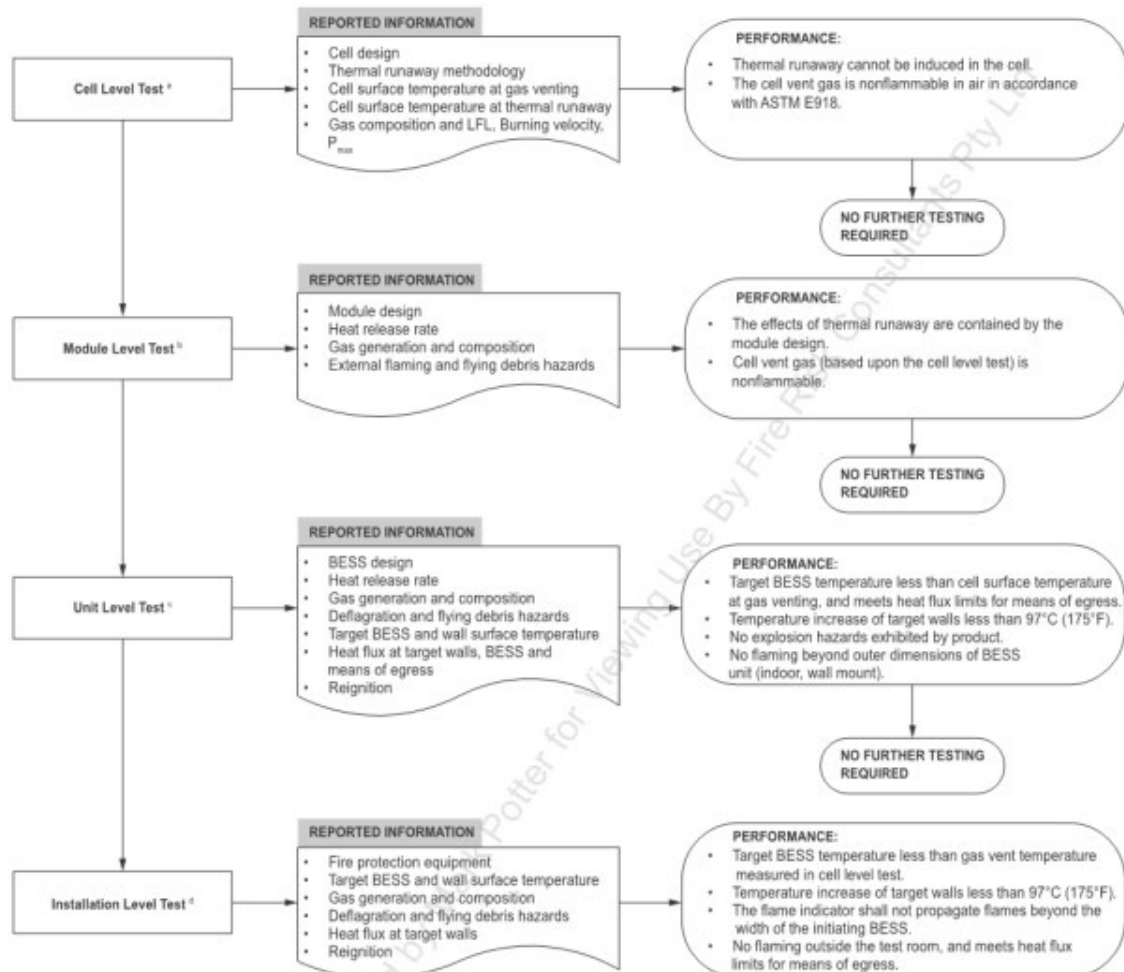 REPORTED INFORMATION
Cell Level Test ᵃ
• Cell design
• Thermal runaway methodology
• Cell surface temperature at gas venting
• Cell surface temperature at thermal runaway
• Gas composition and LFL, Burning velocity,
P max
PERFORMANCE:
• Thermal runaway cannot be induced in the cell.
• The cell vent gas is nonflammable in air in accordance
with ASTM E918.
NO FURTHER TESTING
REQUIRED
REPORTED INFORMATION
Module Level Test ᵇ
• Module design
• Heat release rate
• Gas generation and composition
• External flaming and flying debris hazards
PERFORMANCE:
• The effects of thermal runaway are contained by the
module design.
• Cell vent gas (based upon the cell level test) is
nonflammable.
NO FURTHER TESTING
REQUIRED
REPORTED INFORMATION
Unit Level Test ᶜ
• BESS design
• Heat release rate
• Gas generation and composition
• Deflagration and flying debris hazards
• Target BESS and wall surface temperature
• Heat flux at target walls, BESS and
means of egress
• Reignition
PERFORMANCE:
• Target BESS temperature less than cell surface temperature
at gas venting, and meets heat flux limits for means of egress.
• Temperature increase of target walls less than 97°C (175°F).
• No explosion hazards exhibited by product.
• No flaming beyond outer dimensions of BESS
unit (indoor, wall mount).
NO FURTHER TESTING
REQUIRED
REPORTED INFORMATION
Installation Level Test ᵈ
• Fire protection equipment
• Target BESS and wall surface temperature
• Gas generation and composition
• Deflagration and flying debris hazards
• Heat flux at target walls
• Reignition
PERFORMANCE:
• Target BESS temperature less than gas vent temperature
measured in cell level test.
• Temperature increase of target walls less than 97°C (175°F).
• The flame indicator shall not propagate flames beyond the
width of the initiating BESS.
• No flaming outside the test room, and meets heat flux
limits for means of egress.
Potter for Viewing Use By Fire Risk Consultants Pty Ltd